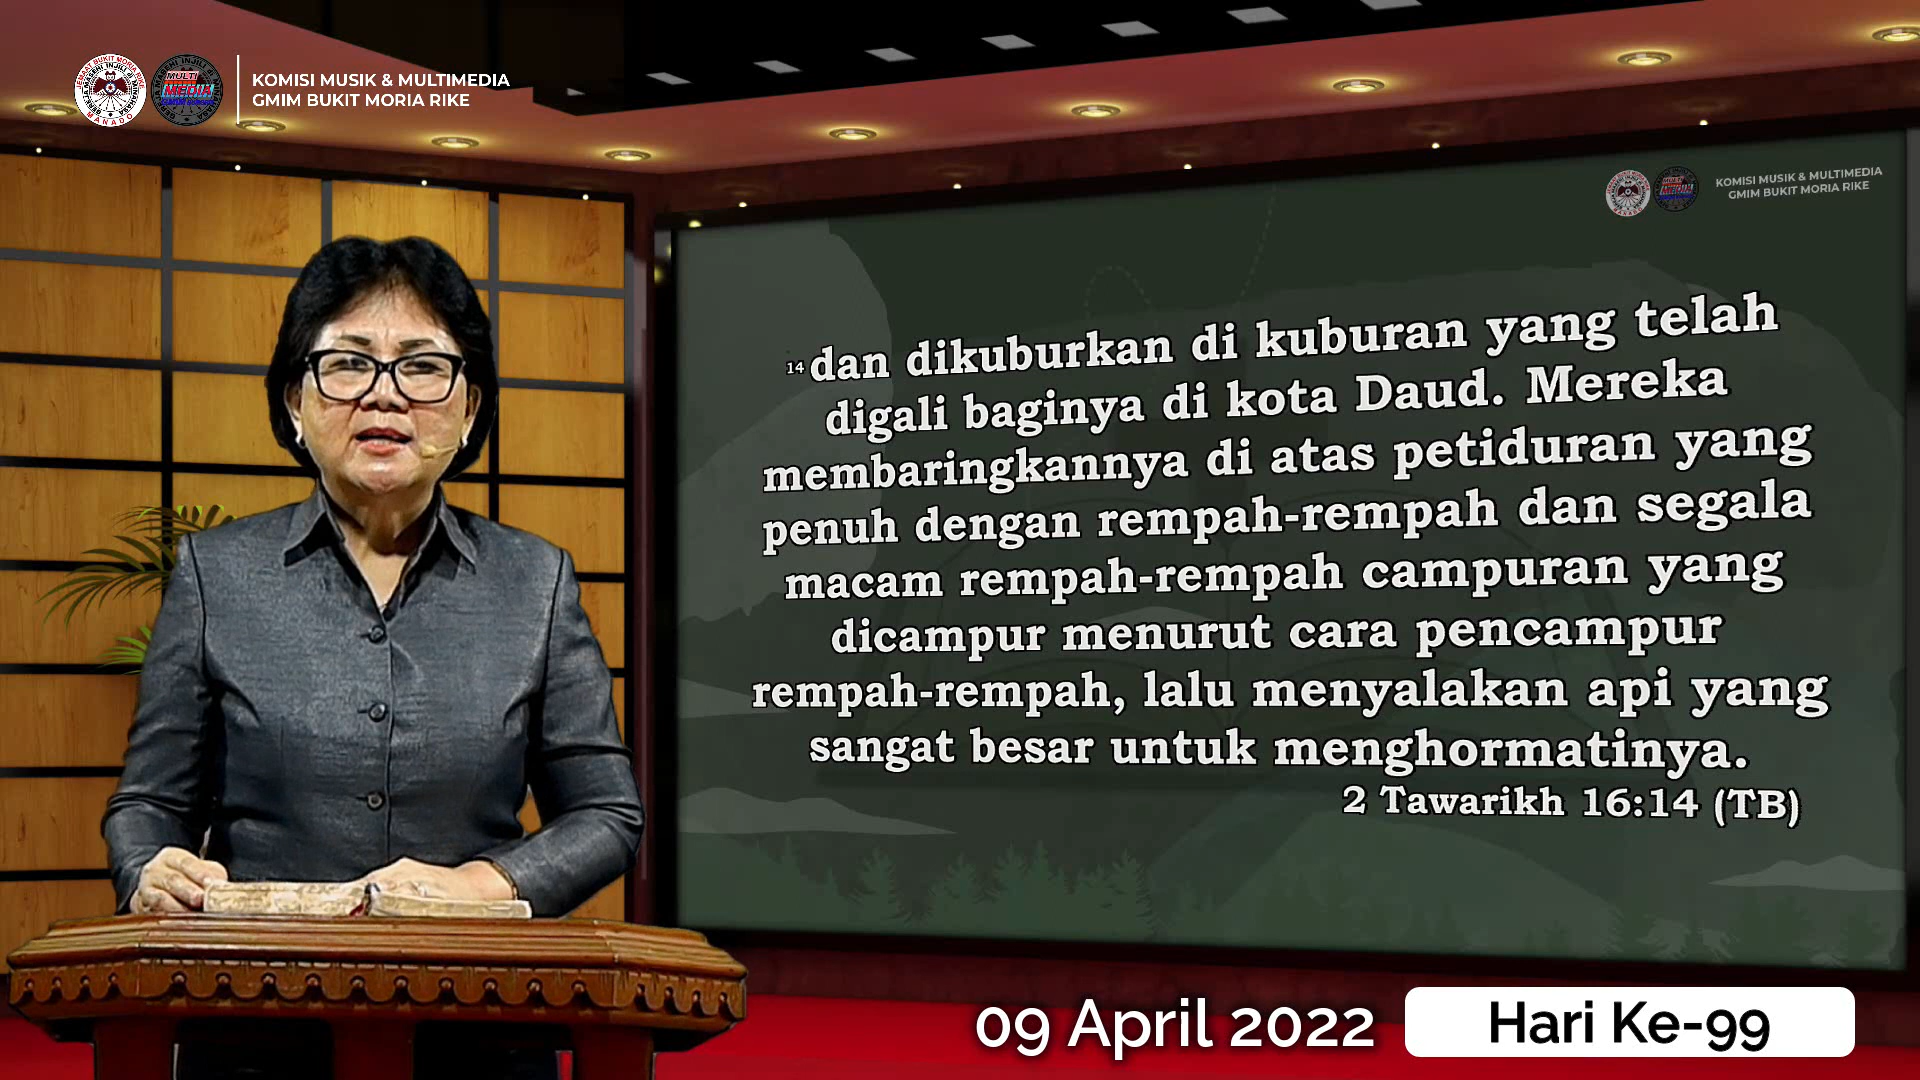 KOMISI MUSIK & MULTIMEDIA
GMIM BUKIT MORIA RIKE
MULTI
MEDIA
MANADO
KOMISI MUSIK & MULTIMEDIA
GMIM BUKIT MORIA RIKE
14 dan dikuburkan di kuburan yang telah
digali baginya di kota Daud. Mereka
membaringkannya di atas petiduran yang
penuh dengan rempah-rempah dan segala
macam rempah-rempah campuran yang
dicampur menurut cara pencampur
rempah-rempah, lalu menyalakan api yang
sangat besar untuk menghormatinya.
2 Tawarikh 16:14 (TB)
09 April 2022
Hari Ke-99